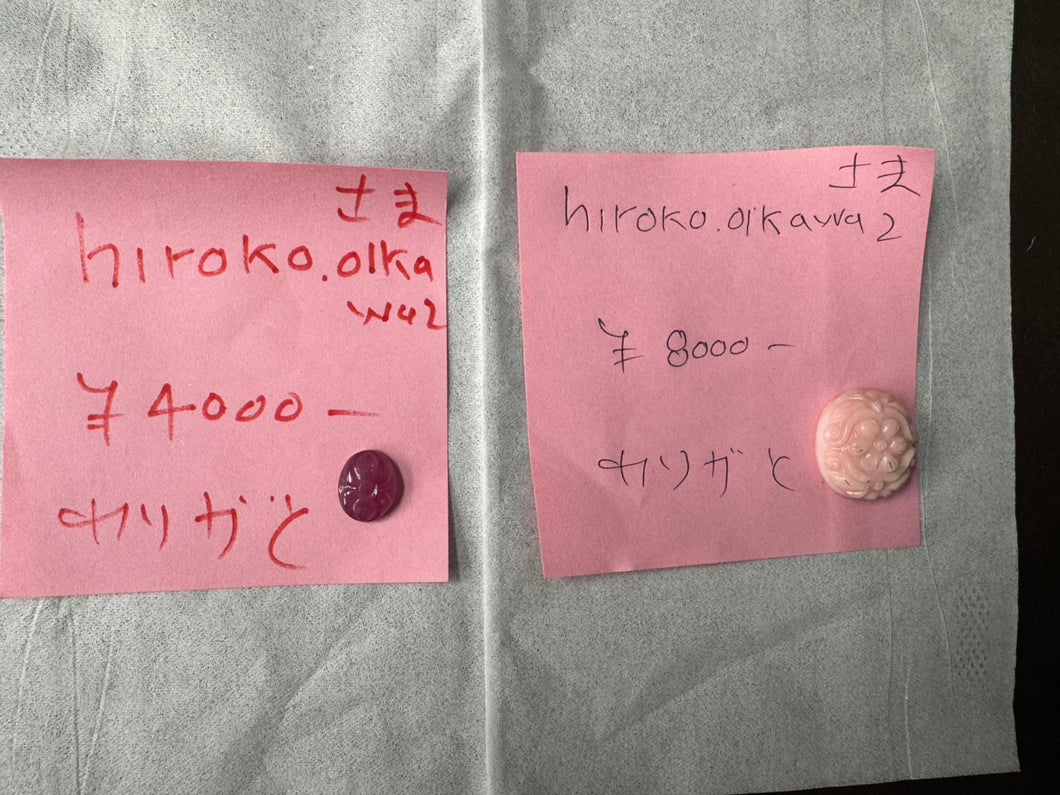 さま
hiroko.oika
wa2
¥4000-
ありがと
さま
hiroko.oikawa2
¥8000-
ありがと